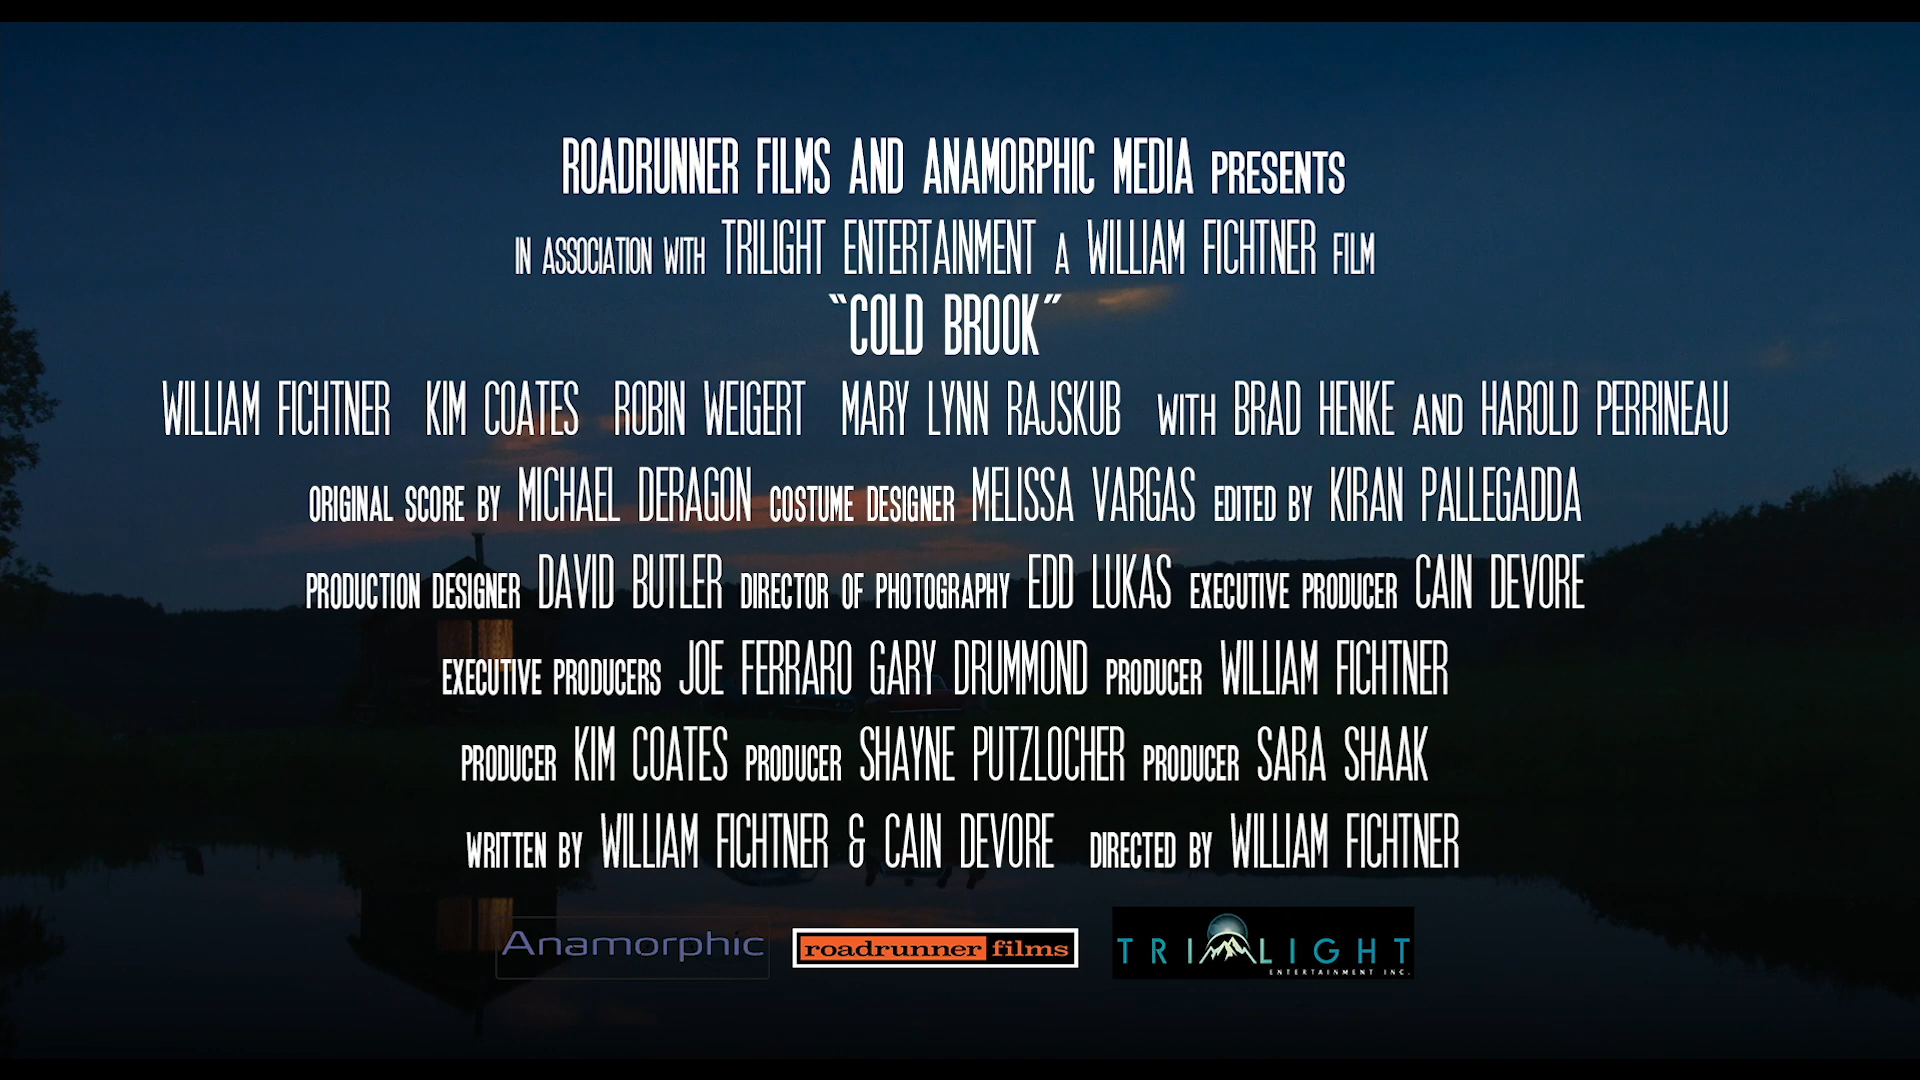 ROADRUNNER FILMS AND ANAMORPHIC MEDIA PRESENTS
IN ASSOCIATION WITH TRILIGHT ENTERTAINMENT A WILLIAM FICHTNER FILM
“COLD BROOK”
WILLIAM FICHTNER KIM COATES ROBIN WEIGERT MARY LYNN RAJSKUB WITH BRAD HENKE AND HAROLD PERRINEAU
ORIGINAL SCORE BY MICHAEL DERAGON COSTUME DESIGNER MELISSA VARGAS EDITED BY KIRAN PALLEGADDA
PRODUCTION DESIGNER DAVID BUTLER DIRECTOR OF PHOTOGRAPHY EDD LUKAS EXECUTIVE PRODUCER CAIN DEVORE
EXECUTIVE PRODUCERS JOE FERRARO GARY DRUMMOND PRODUCER WILLIAM FICHTNER
PRODUCER KIM COATES PRODUCER SHAYNE PUTZLOCHER PRODUCER SARA SHAAK
WRITTEN BY WILLIAM FICHTNER & CAIN DEVORE DIRECTED BY WILLIAM FICHTNER
Anamorphic roadrunner films TRILIGHT
ENTERTAINMENT INC.